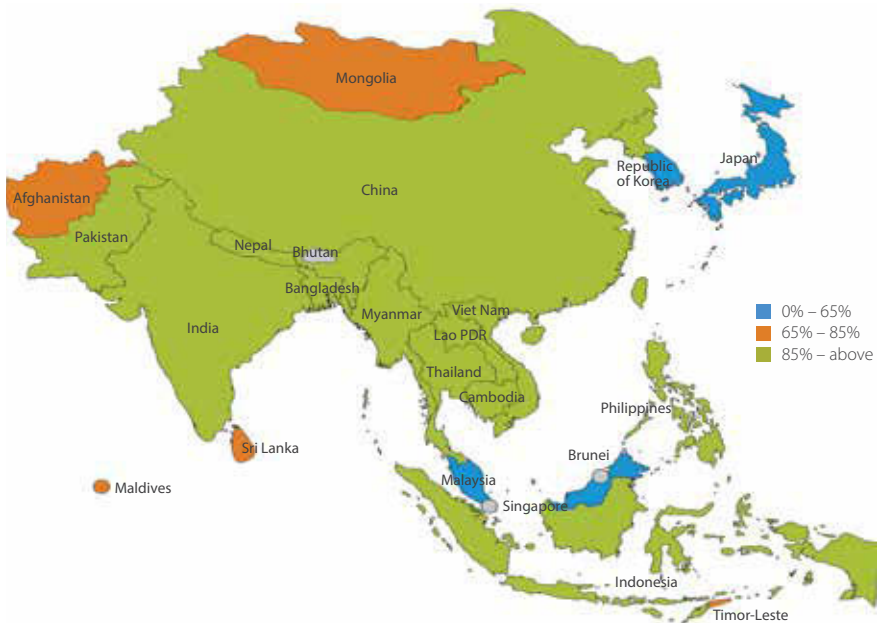 Mongolia
Republic
of Korea
Japan
China
Afghanistan
Pakistan
Nepal
Bhutan
Bangladesh
India
Myanmar
Viet Nam
Lao PDR
Thailand
Cambodia
0% – 65%
65% – 85%
85% – above
Philippines
Sri Lanka
Brunei
Maldives
Malaysia
Singapore
Indonesia
Timor-Leste